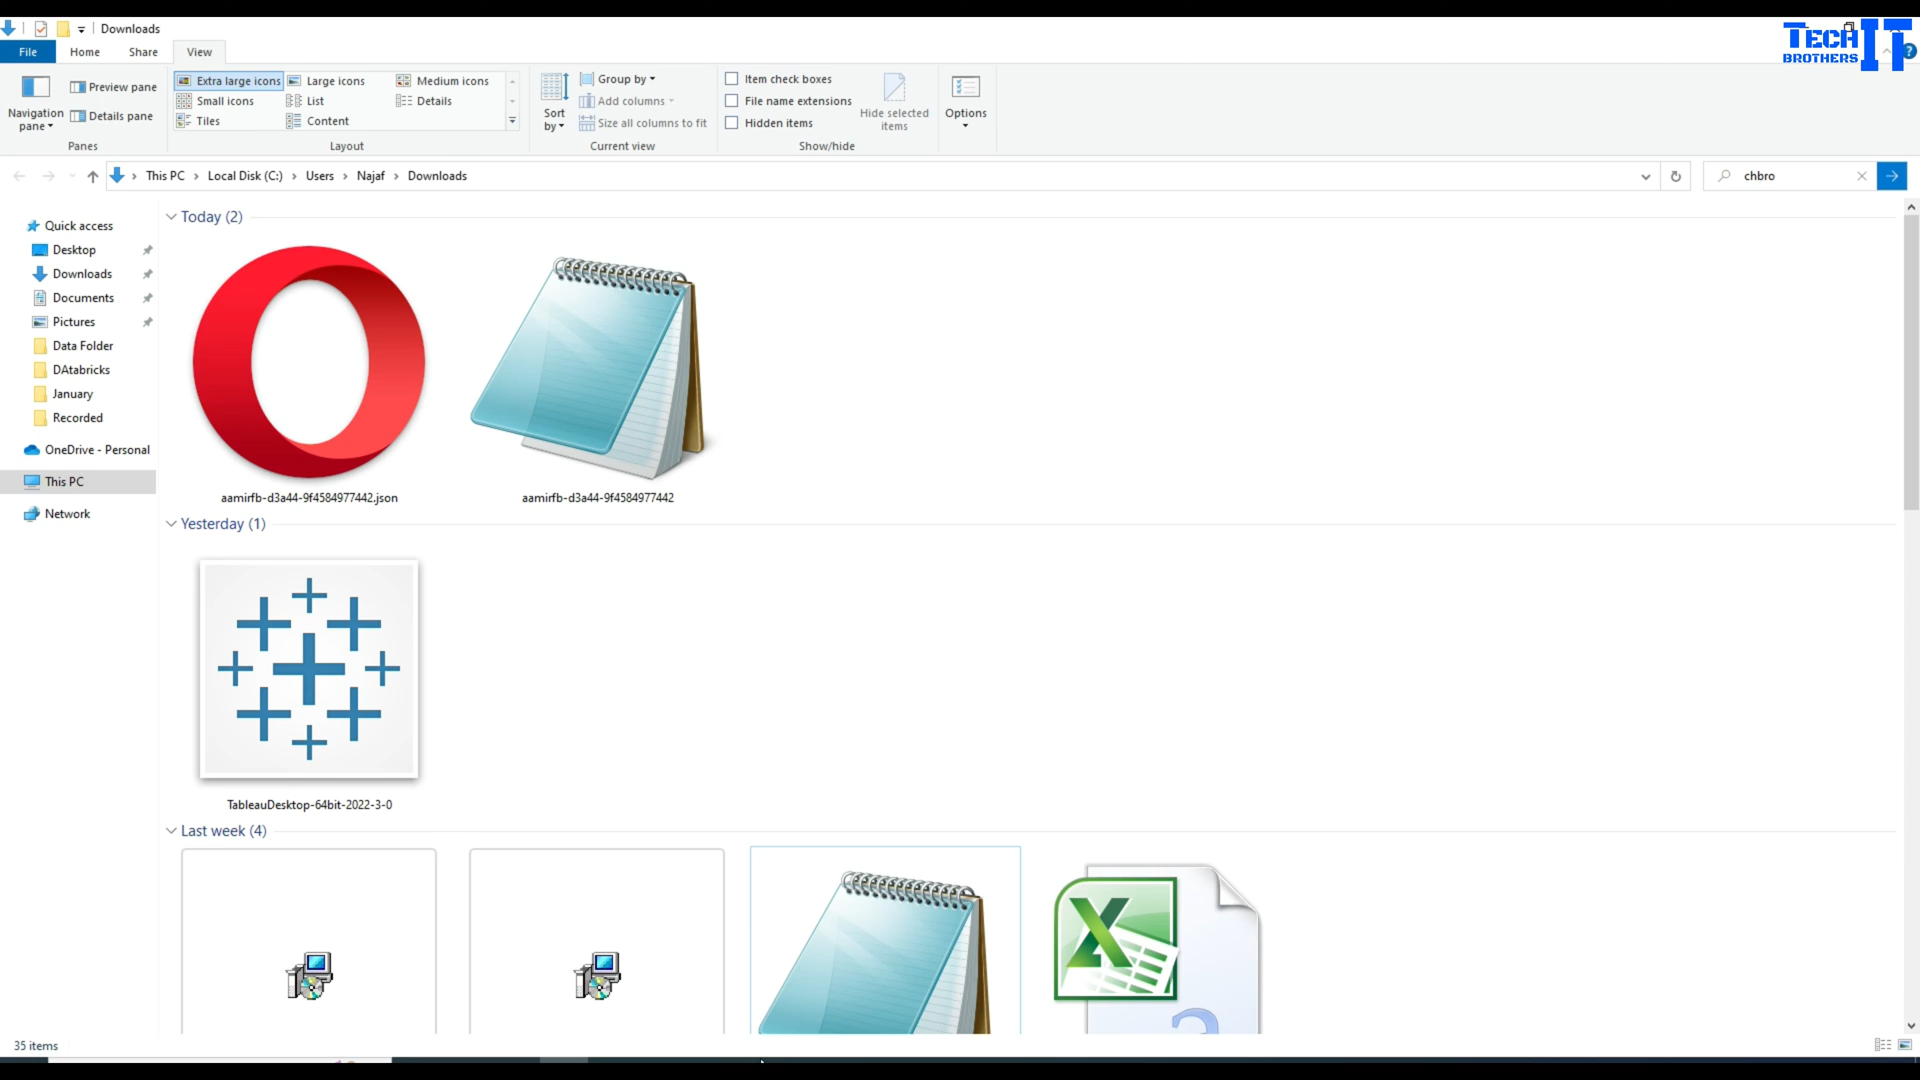 Downloads
TECH IT
BROTHERS
File Home Share View
Navigation pane
Preview pane
Details pane
Panes
Extra large icons Large icons Medium icons
Small icons List Details
Tiles Content
Layout
Sort by
Group by
Add columns
Size all columns to fit
Current view
Item check boxes
File name extensions
Hidden items
Hide selected items
Show/hide
Options
This PC Local Disk (C:) Users Najaf Downloads
chbro
Quick access
Desktop
Downloads
Documents
Pictures
Data Folder
DAtabricks
January
Recorded
OneDrive - Personal
This PC
Network
Today (2)
aamirfb-d3a44-9f4584977442.json
aamirfb-d3a44-9f4584977442
Yesterday (1)
TableauDesktop-64bit-2022-3-0
Last week (4)
X
a
35 items